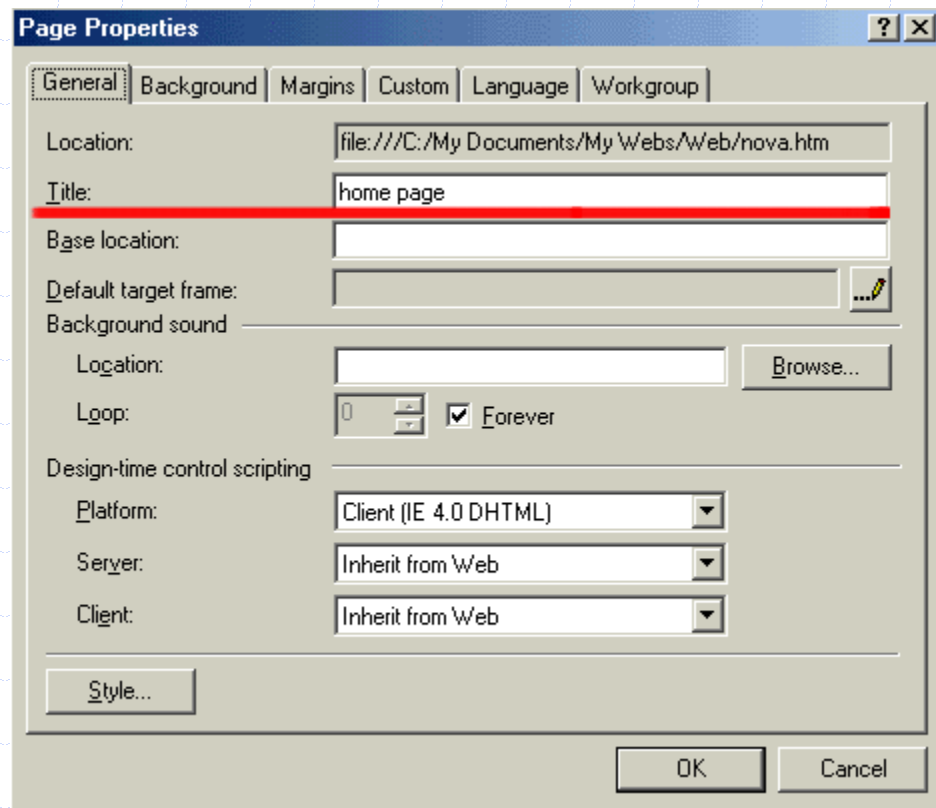 Page Properties
General Background Margins Custom Language Workgroup
Location: file:///C:/My Documents/My Webs/Web/nova.htm
Title: home page
Base location:
Default target frame:
...
Background sound
Location: Browse...
Loop: 0 Forever
Design-time control scripting
Platform: Client (IE 4.0 DHTML)
Server: Inherit from Web
Client: Inherit from Web
Style...
OK Cancel